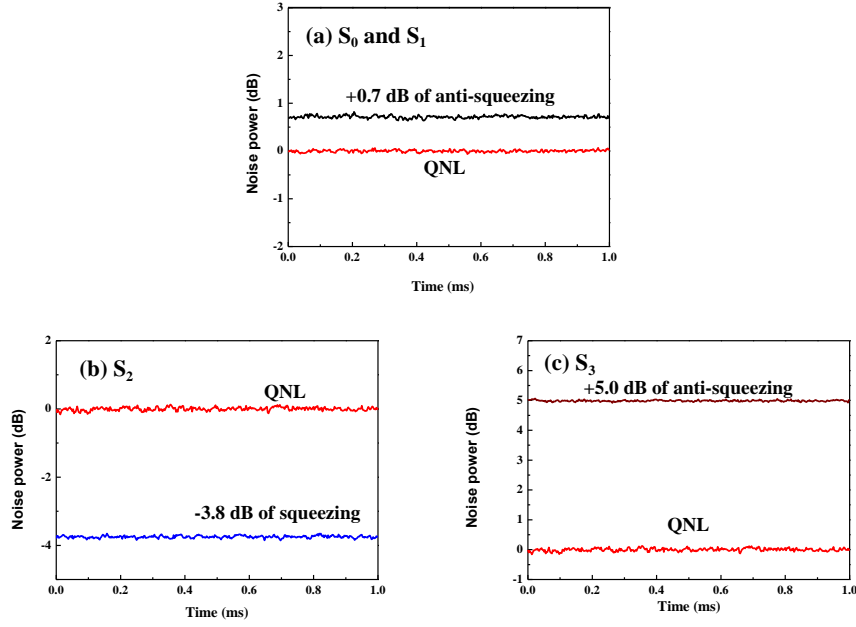 (a) S0 and S1
Noise power (dB)
3
2
1
0
-1
-2
+0.7 dB of anti-squeezing
QNL
0.0 0.2 0.4 0.6 0.8 1.0
Time (ms)
(b) S2
Noise power (dB)
2
0
-2
-4
QNL
-3.8 dB of squeezing
0.0 0.2 0.4 0.6 0.8 1.0
Time (ms)
(c) S3
Noise power (dB)
7
6
5
4
3
2
1
0
-1
+5.0 dB of anti-squeezing
QNL
0.0 0.2 0.4 0.6 0.8 1.0
Time (ms)